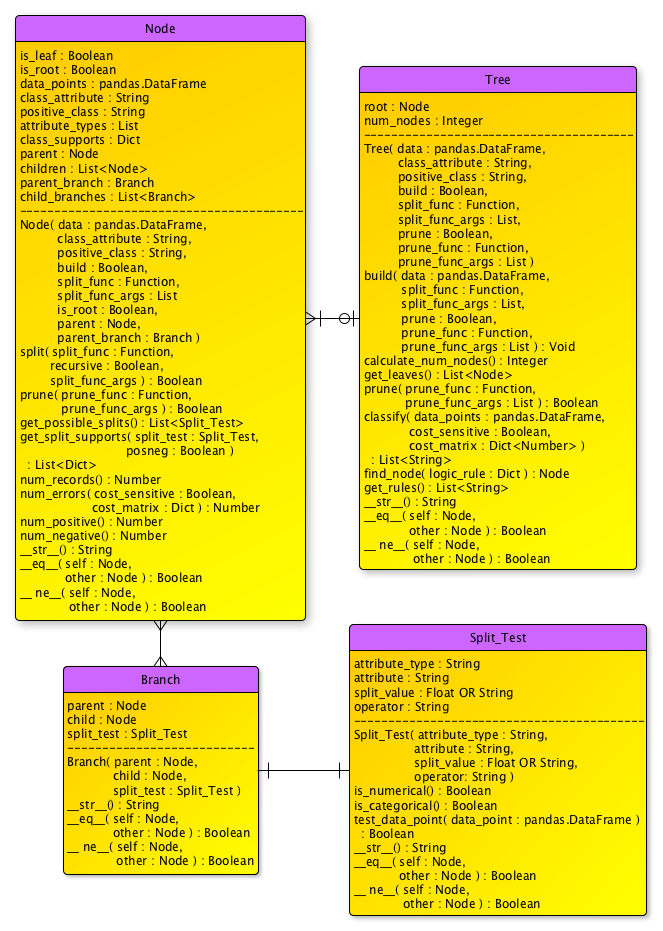 Node
is_leaf : Boolean
is_root : Boolean
data_points : pandas.DataFrame
class_attribute : String
positive_class : String
attribute_types : List
class_supports : Dict
parent : Node
children : List<Node>
parent_branch : Branch
child_branches : List<Branch>
Node( data : pandas.DataFrame,
class_attribute : String,
positive_class : String,
build : Boolean,
split_func : Function,
split_func_args : List
is_root : Boolean,
parent : Node,
parent_branch : Branch )
split( split_func : Function,
recursive : Boolean,
split_func_args ) : Boolean
prune( prune_func : Function,
prune_func_args ) : Boolean
get_possible_splits() : List<Split_Test>
get_split_supports( split_test : Split_Test,
posneg : Boolean )
: List<Dict>
num_records() : Number
num_errors( cost_sensitive : Boolean,
cost_matrix : Dict ) : Number
num_positive() : Number
num_negative() : Number
__str__() : String
__eq__( self : Node,
other : Node ) : Boolean
__ ne__( self : Node,
other : Node ) : Boolean
Tree
root : Node
num_nodes : Integer
Tree( data : pandas.DataFrame,
class_attribute : String,
positive_class : String,
build : Boolean,
split_func : Function,
split_func_args : List,
prune : Boolean,
prune_func : Function,
prune_func_args : List )
build( data : pandas.DataFrame,
split_func : Function,
split_func_args : List,
prune : Boolean,
prune_func : Function,
prune_func_args : List ) : Void
calculate_num_nodes() : Integer
get_leaves() : List<Node>
prune( prune_func : Function,
prune_func_args : List ) : Boolean
classify( data_points : pandas.DataFrame,
cost_sensitive : Boolean,
cost_matrix : Dict<Number> )
: List<String>
find_node( logic_rule : Dict ) : Node
get_rules() : List<String>
__str__() : String
__eq__( self : Node,
other : Node ) : Boolean
__ ne__( self : Node,
other : Node ) : Boolean
Branch
parent : Node
child : Node
split_test : Split_Test
Branch( parent : Node,
child : Node,
split_test : Split_Test )
__str__() : String
__eq__( self : Node,
other : Node ) : Boolean
__ ne__( self : Node,
other : Node ) : Boolean
Split_Test
attribute_type : String
attribute : String
split_value : Float OR String
operator : String
Split_Test( attribute_type : String,
attribute : String,
split_value : Float OR String,
operator: String )
is_numerical() : Boolean
is_categorical() : Boolean
test_data_point( data_point : pandas.DataFrame )
: Boolean
__str__() : String
__eq__( self : Node,
other : Node ) : Boolean
__ ne__( self : Node,
other : Node ) : Boolean